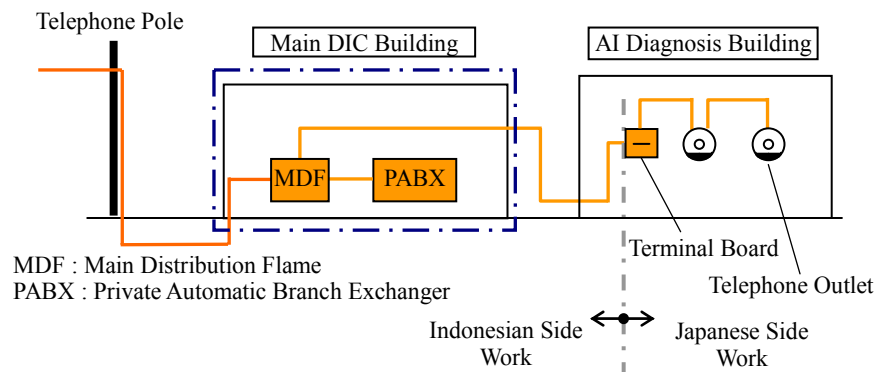 Telephone Pole
Main DIC Building
AI Diagnosis Building
MDF
PABX
Terminal Board
MDF : Main Distribution Flame
Telephone Outlet
PABX : Private Automatic Branch Exchanger
Indonesian Side
Work
Japanese Side
Work